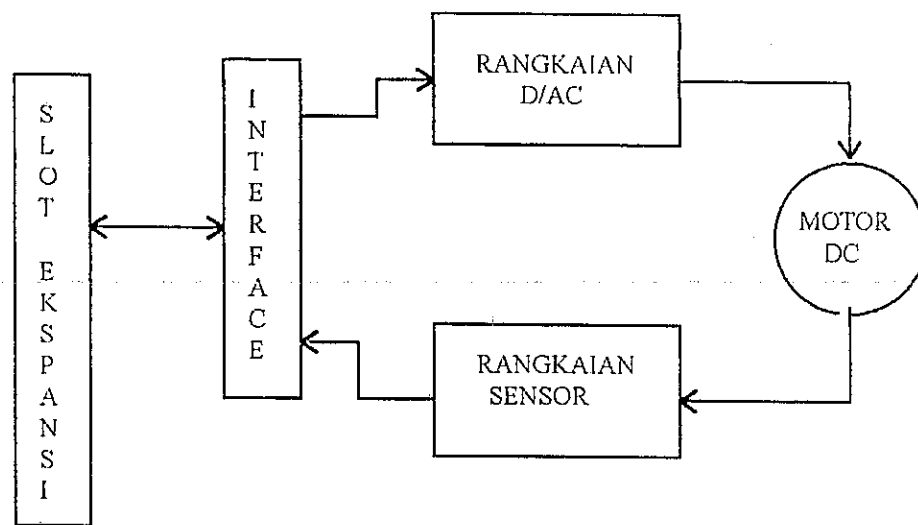 SLOT EKSPANSI
INTERFACE
RANGKAIAN
D/AC
MOTOR
DC
RANGKAIAN
SENSOR